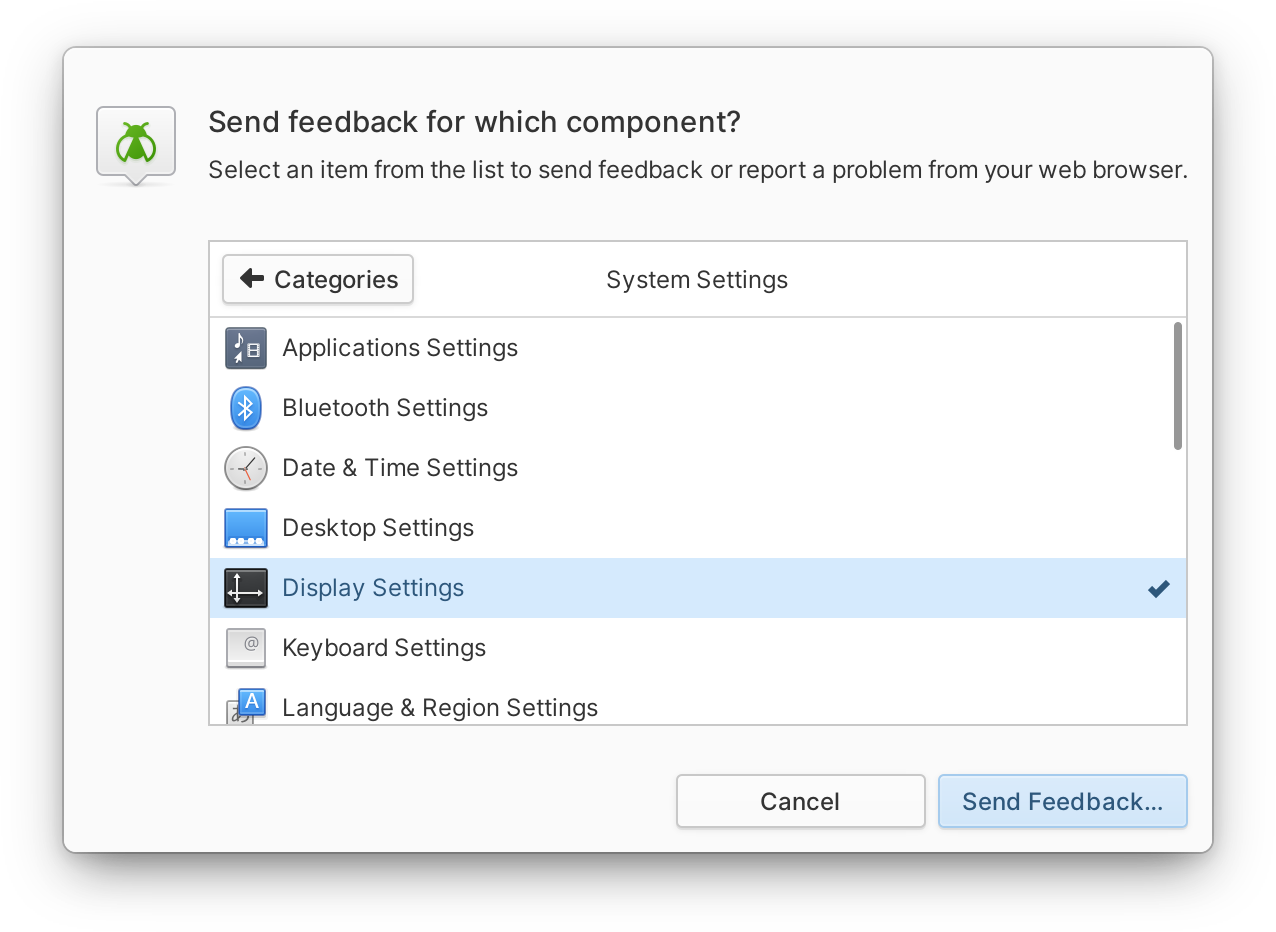 Send feedback for which component?
Select an item from the list to send feedback or report a problem from your web browser.
Categories
System Settings
Applications Settings
Bluetooth Settings
Date & Time Settings
Desktop Settings
Display Settings
@
Keyboard Settings
A
あ
Language & Region Settings
Cancel
Send Feedback...